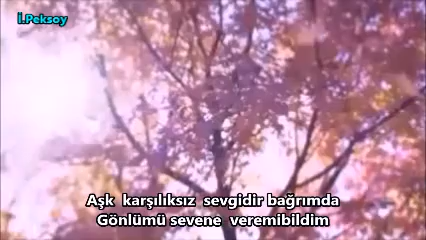 İ.Peksoy
Aşk karşılıksız sevgidir bağrımda
Gönlümü sevene veremibildim